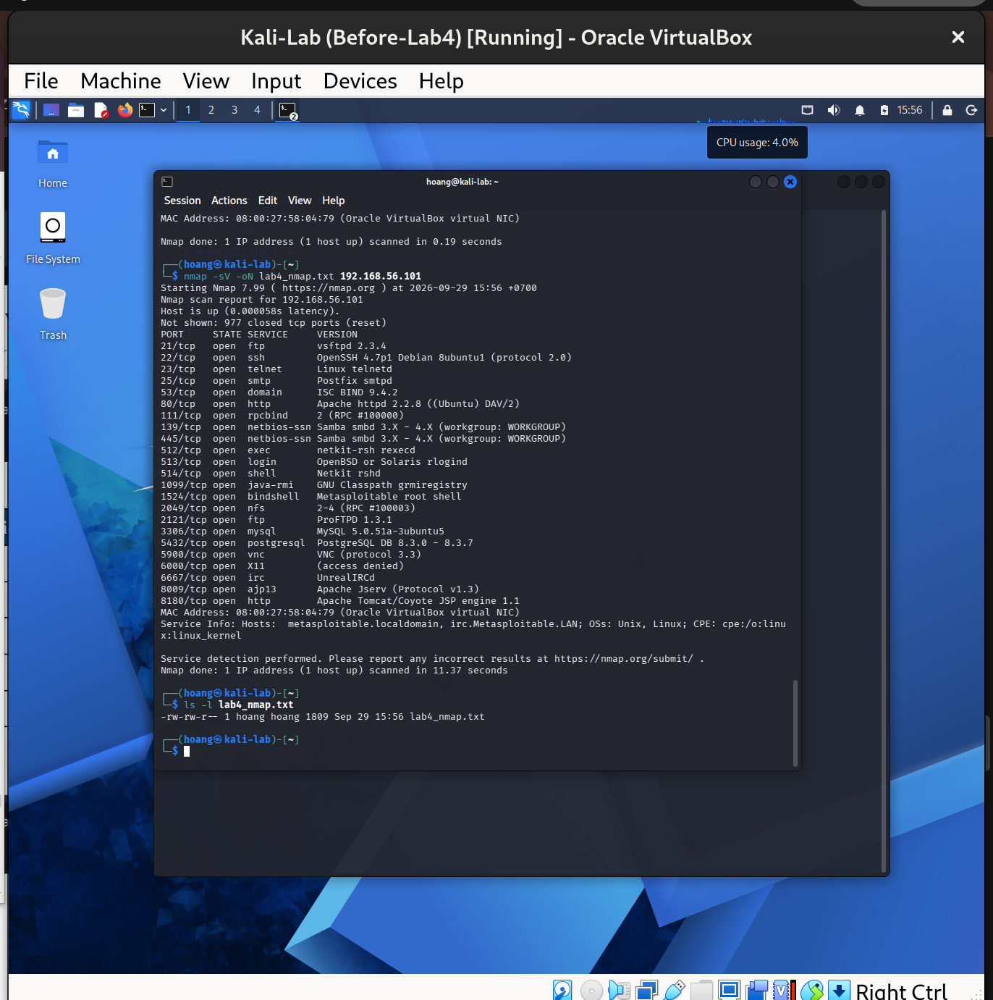 Kali-Lab (Before-Lab4) [Running] - Oracle VirtualBox
File Machine View Input Devices Help
1 2 3 4 2 15:56
CPU usage: 4.0%
Home
File System
Trash
hoang@kali-lab: ~
Session Actions Edit View Help
MAC Address: 08:00:27:58:04:79 (Oracle VirtualBox virtual NIC)
Nmap done: 1 IP address (1 host up) scanned in 0.19 seconds
┌──(hoang㉿kali-lab)-[~]
└─$ nmap -sV -oN lab4_nmap.txt 192.168.56.101
Starting Nmap 7.99 ( https://nmap.org ) at 2026-09-29 15:56 +0700
Nmap scan report for 192.168.56.101
Host is up (0.000058s latency).
Not shown: 977 closed tcp ports (reset)
PORT     STATE SERVICE     VERSION
21/tcp   open  ftp         vsftpd 2.3.4
22/tcp   open  ssh         OpenSSH 4.7p1 Debian 8ubuntu1 (protocol 2.0)
23/tcp   open  telnet      Linux telnetd
25/tcp   open  smtp        Postfix smtpd
53/tcp   open  domain      ISC BIND 9.4.2
80/tcp   open  http        Apache httpd 2.2.8 ((Ubuntu) DAV/2)
111/tcp  open  rpcbind     2 (RPC #100000)
139/tcp  open  netbios-ssn Samba smbd 3.X - 4.X (workgroup: WORKGROUP)
445/tcp  open  netbios-ssn Samba smbd 3.X - 4.X (workgroup: WORKGROUP)
512/tcp  open  exec        netkit-rsh rexecd
513/tcp  open  login       OpenBSD or Solaris rlogind
514/tcp  open  shell       Netkit rshd
1099/tcp open  java-rmi    GNU Classpath grmiregistry
1524/tcp open  bindshell   Metasploitable root shell
2049/tcp open  nfs         2-4 (RPC #100003)
2121/tcp open  ftp         ProFTPD 1.3.1
3306/tcp open  mysql       MySQL 5.0.51a-3ubuntu5
5432/tcp open  postgresql  PostgreSQL DB 8.3.0 - 8.3.7
5900/tcp open  vnc         VNC (protocol 3.3)
6000/tcp open  X11         (access denied)
6667/tcp open  irc         UnrealIRCd
8009/tcp open  ajp13       Apache Jserv (Protocol v1.3)
8180/tcp open  http        Apache Tomcat/Coyote JSP engine 1.1
MAC Address: 08:00:27:58:04:79 (Oracle VirtualBox virtual NIC)
Service Info: Hosts:  metasploitable.localdomain, irc.Metasploitable.LAN; OSs: Unix, Linux; CPE: cpe:/o:linu
x:linux_kernel
Service detection performed. Please report any incorrect results at https://nmap.org/submit/ .
Nmap done: 1 IP address (1 host up) scanned in 11.37 seconds
┌──(hoang㉿kali-lab)-[~]
└─$ ls -l lab4_nmap.txt
-rw-rw-r-- 1 hoang hoang 1809 Sep 29 15:56 lab4_nmap.txt
┌──(hoang㉿kali-lab)-[~]
└─$
Right Ctrl